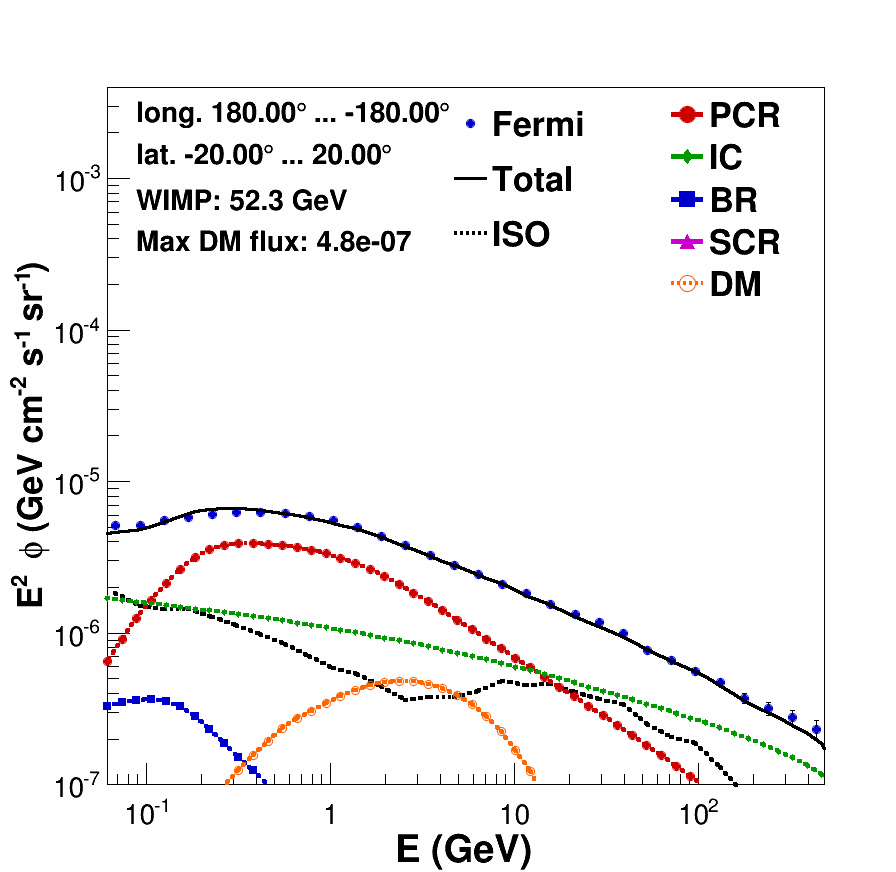 long. 180.00° ... -180.00°
lat. -20.00° ... 20.00°
WIMP: 52.3 GeV
Max DM flux: 4.8e-07
Fermi
Total
ISO
PCR
IC
BR
SCR
DM
E² ϕ (GeV cm⁻² s⁻¹ sr⁻¹)
10⁻³
10⁻⁴
10⁻⁵
10⁻⁶
10⁻⁷
10⁻¹ 1 10 10²
E (GeV)